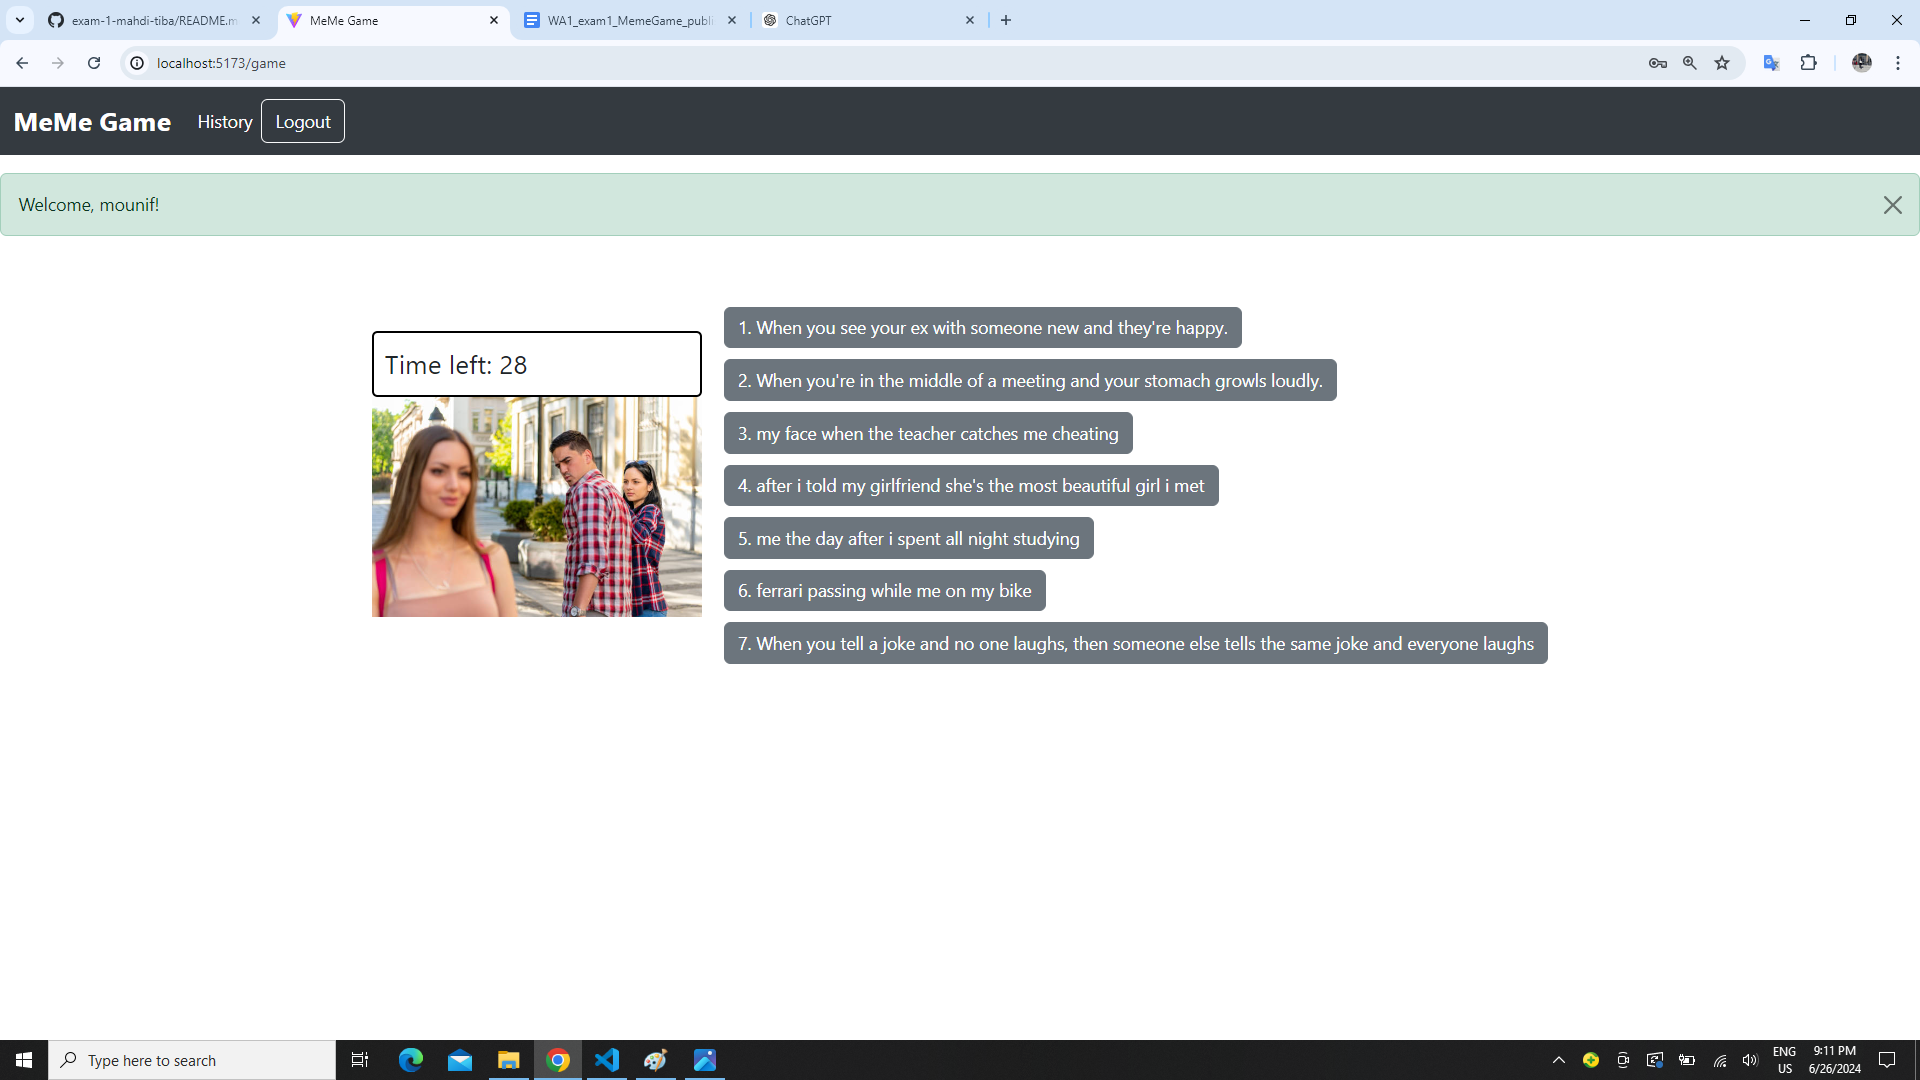 exam-1-mahdi-tiba/README.m
MeMe Game
WA1_exam1_MemeGame_publi
ChatGPT
localhost:5173/game
MeMe Game
History
Logout
Welcome, mounif!
Time left: 28
1. When you see your ex with someone new and they're happy.
2. When you're in the middle of a meeting and your stomach growls loudly.
3. my face when the teacher catches me cheating
4. after i told my girlfriend she's the most beautiful girl i met
5. me the day after i spent all night studying
6. ferrari passing while me on my bike
7. When you tell a joke and no one laughs, then someone else tells the same joke and everyone laughs
Type here to search
ENG
US
9:11 PM
6/26/2024